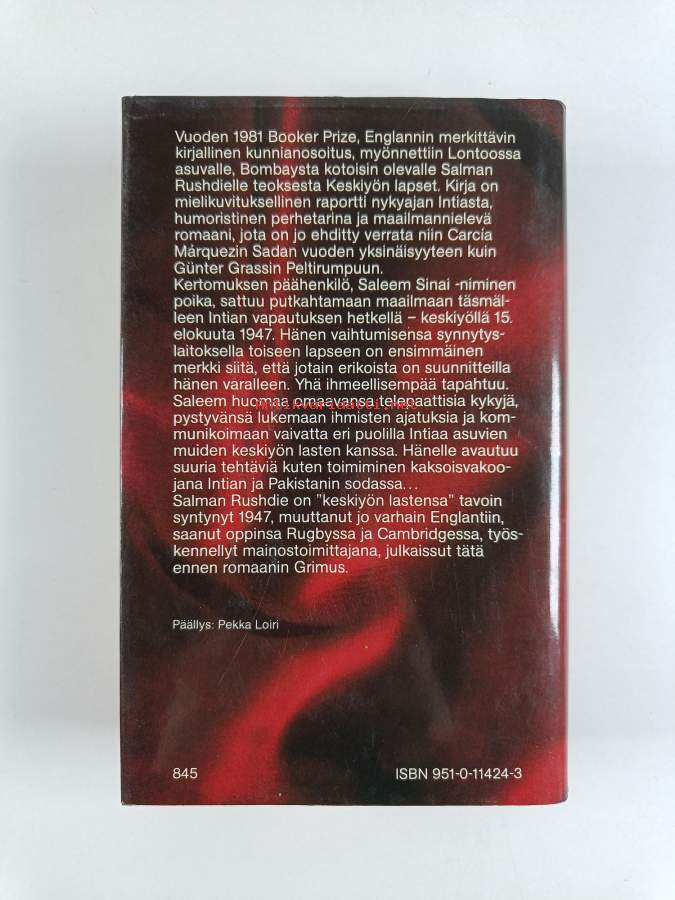 Vuoden 1981 Booker Prize, Englannin merkittävin
kirjallinen kunnianosoitus, myönnettiin Lontoossa
asuvalle, Bombaysta kotoisin olevalle Salman
Rushdielle teoksesta Keskiyön lapset. Kirja on
mielikuvituksellinen raportti nykyajan Intiasta,
humoristinen perhetarina ja maailmannielevä
romaani, jota on jo ehditty verrata niin Carcía
Márquezin Sadan vuoden yksinäisyyteen kuin
Günter Grassin Peltirumpuun.
Kertomuksen päähenkilö, Saleem Sinai -niminen
poika, sattuu putkahtamaan maailmaan täsmäl-
leen Intian vapautuksen hetkellä – keskiyöllä 15.
elokuuta 1947. Hänen vaihtumisensa synnytys-
laitoksella toiseen lapseen on ensimmäinen
merkki siitä, että jotain erikoista on suunnitteilla
hänen varalleen. Yhä ihmeellisempää tapahtuu.
Saleem huomaa omaavansa telepaattisia kykyjä,
pystyvänsä lukemaan ihmisten ajatuksia ja kom-
munikoimaan vaivatta eri puolilla Intiaa asuvien
muiden keskiyön lasten kanssa. Hänelle avautuu
suuria tehtäviä kuten toimiminen kaksoisvakoo-
jana Intian ja Pakistanin sodassa...
Salman Rushdie on "keskiyön lastensa" tavoin
syntynyt 1947, muuttanut jo varhain Englantiin,
saanut oppinsa Rugbyssa ja Cambridgessa, työs-
kennellyt mainostoimittajana, julkaissut tätä
ennen romaanin Grimus.
Päällys: Pekka Loiri
845 ISBN 951-0-11424-3